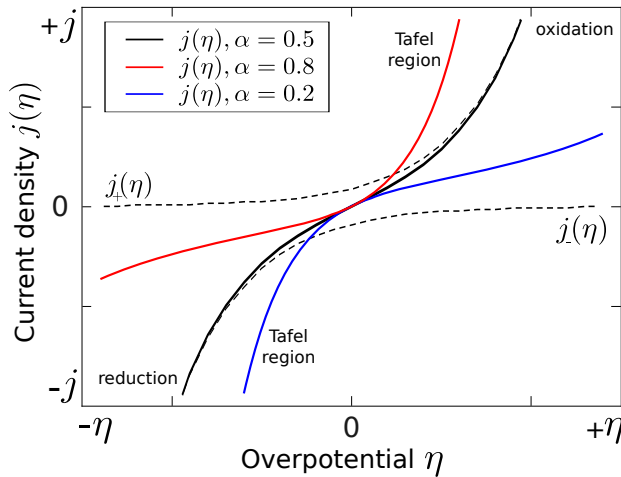 +j
j(η), α = 0.5
j(η), α = 0.8
j(η), α = 0.2
Tafel
region
oxidation
Current density j(η)
j₊(η)
0
j₋(η)
Tafel
region
reduction
-j
-η
0
+η
Overpotential η